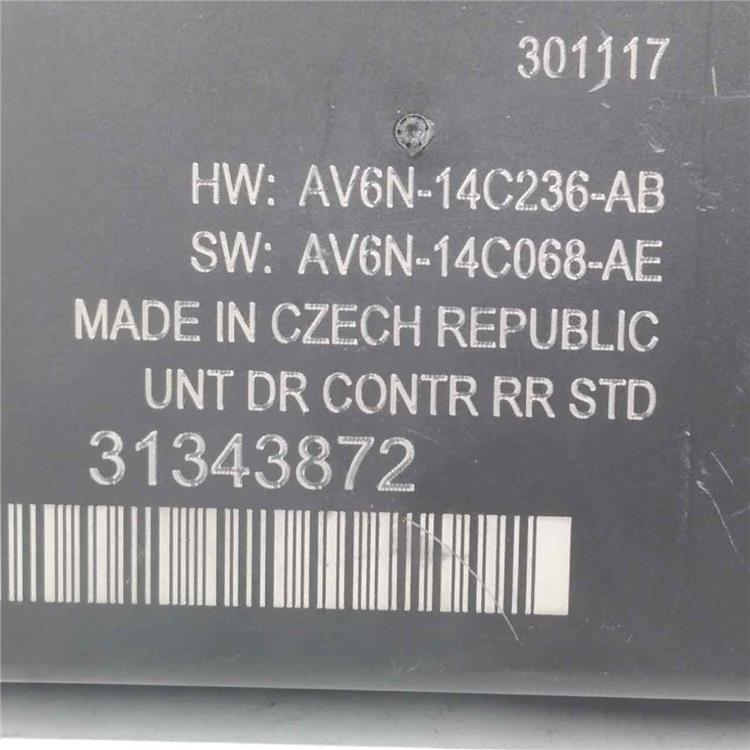 301117
HW: AV6N-14C236-AB
SW: AV6N-14C068-AE
MADE IN CZECH REPUBLIC
UNT DR CONTR RR STD
31343872